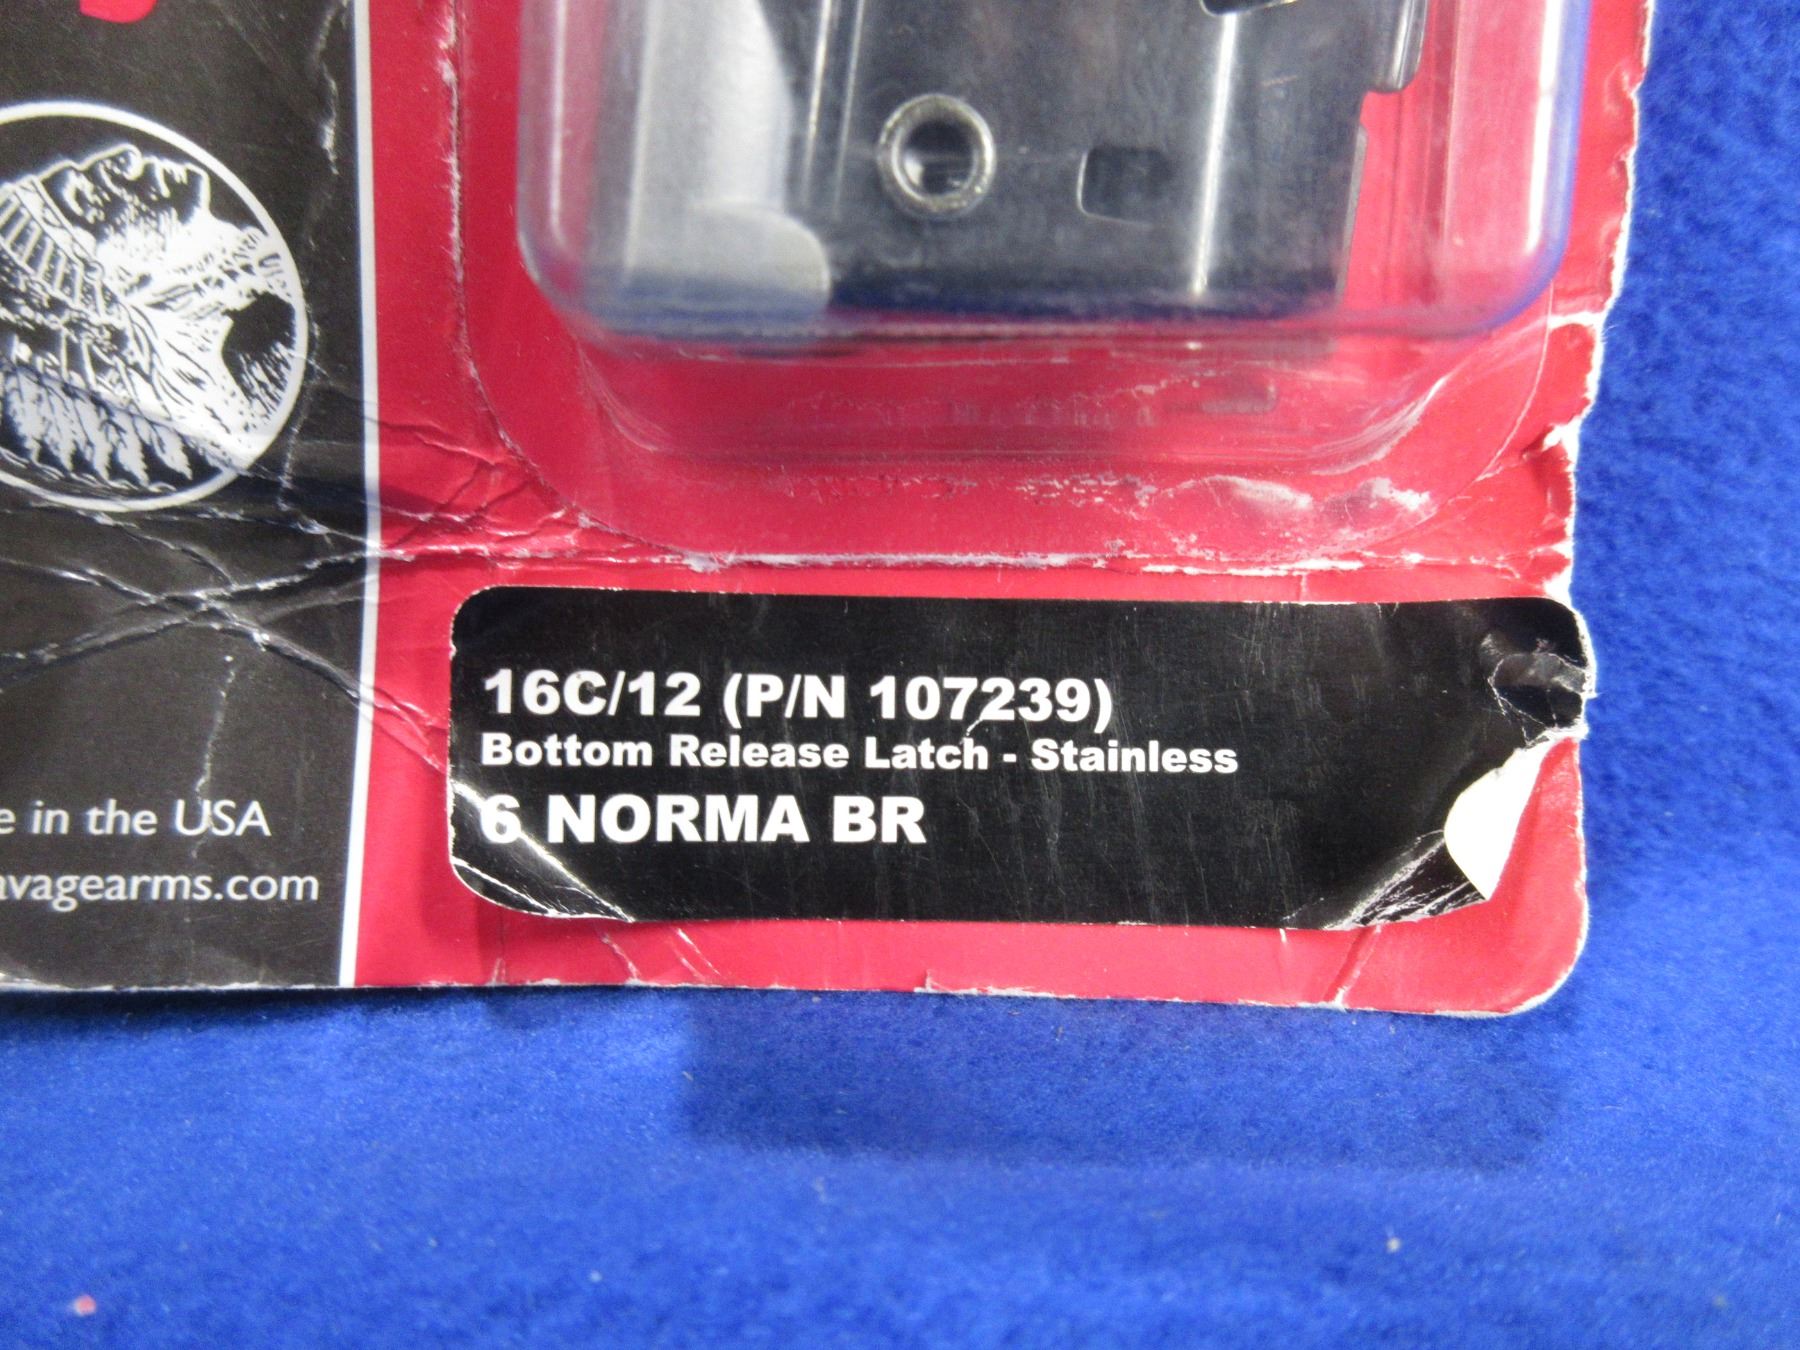 16C/12 (P/N 107239)
Bottom Release Latch - Stainless
6 NORMA BR
e in the USA
avagearms.com